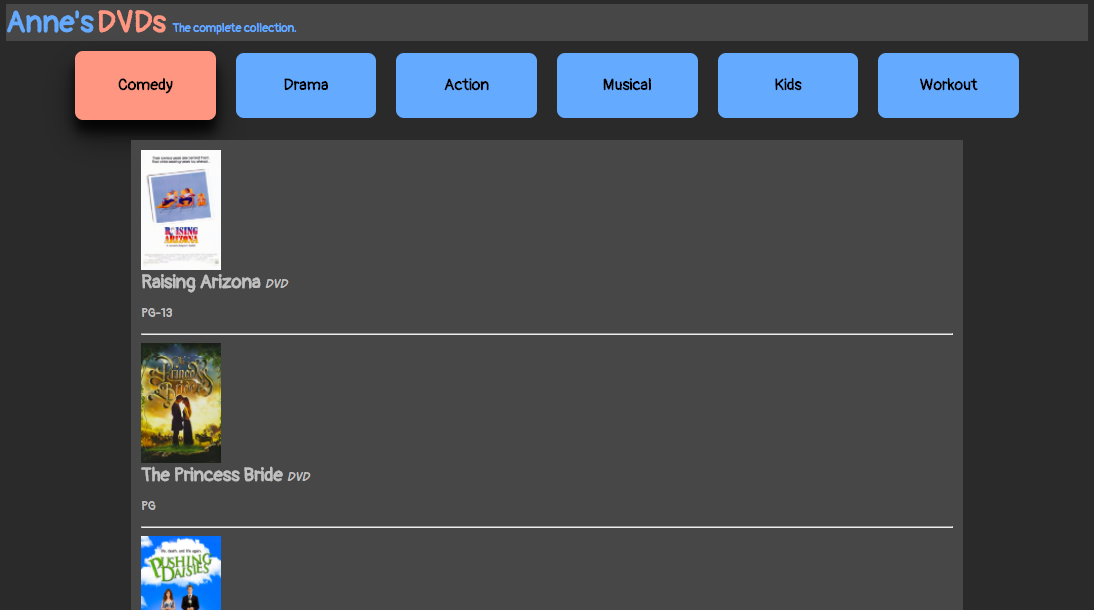 Anne's DVDs The complete collection.
Comedy Drama Action Musical Kids Workout
RAISING
ARIZONA
Raising Arizona DVD
PG-13
The
Princess
Bride
The Princess Bride DVD
PG
PUSHING
DAISIES